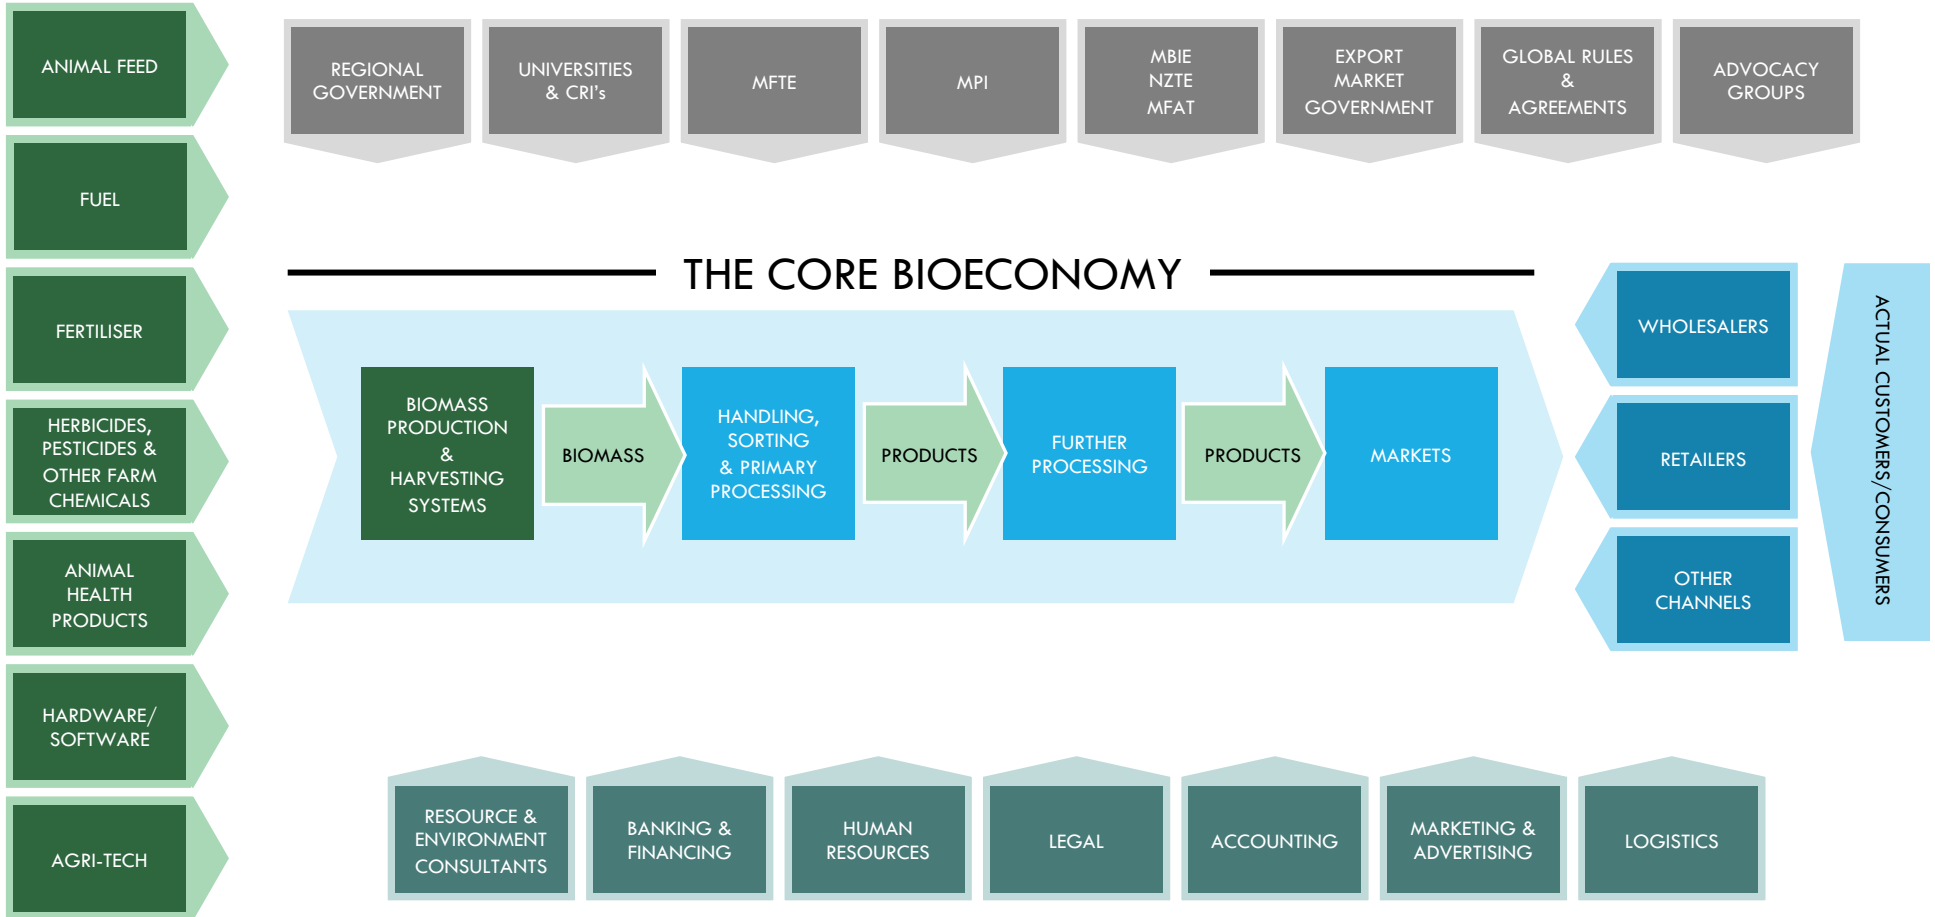 ANIMAL FEED
FUEL
FERTILISER
HERBICIDES,
PESTICIDES &
OTHER FARM
CHEMICALS
ANIMAL
HEALTH
PRODUCTS
HARDWARE/
SOFTWARE
AGRI-TECH
REGIONAL
GOVERNMENT
UNIVERSITIES
& CRI's
MFTE
MPI
MBIE
NZTE
MFAT
EXPORT
MARKET
GOVERNMENT
GLOBAL RULES
&
AGREEMENTS
ADVOCACY
GROUPS
THE CORE BIOECONOMY
BIOMASS
PRODUCTION
&
HARVESTING
SYSTEMS
BIOMASS
HANDLING,
SORTING
& PRIMARY
PROCESSING
PRODUCTS
FURTHER
PROCESSING
PRODUCTS
MARKETS
WHOLESALERS
RETAILERS
OTHER
CHANNELS
ACTUAL CUSTOMERS/CONSUMERS
RESOURCE &
ENVIRONMENT
CONSULTANTS
BANKING &
FINANCING
HUMAN
RESOURCES
LEGAL
ACCOUNTING
MARKETING &
ADVERTISING
LOGISTICS